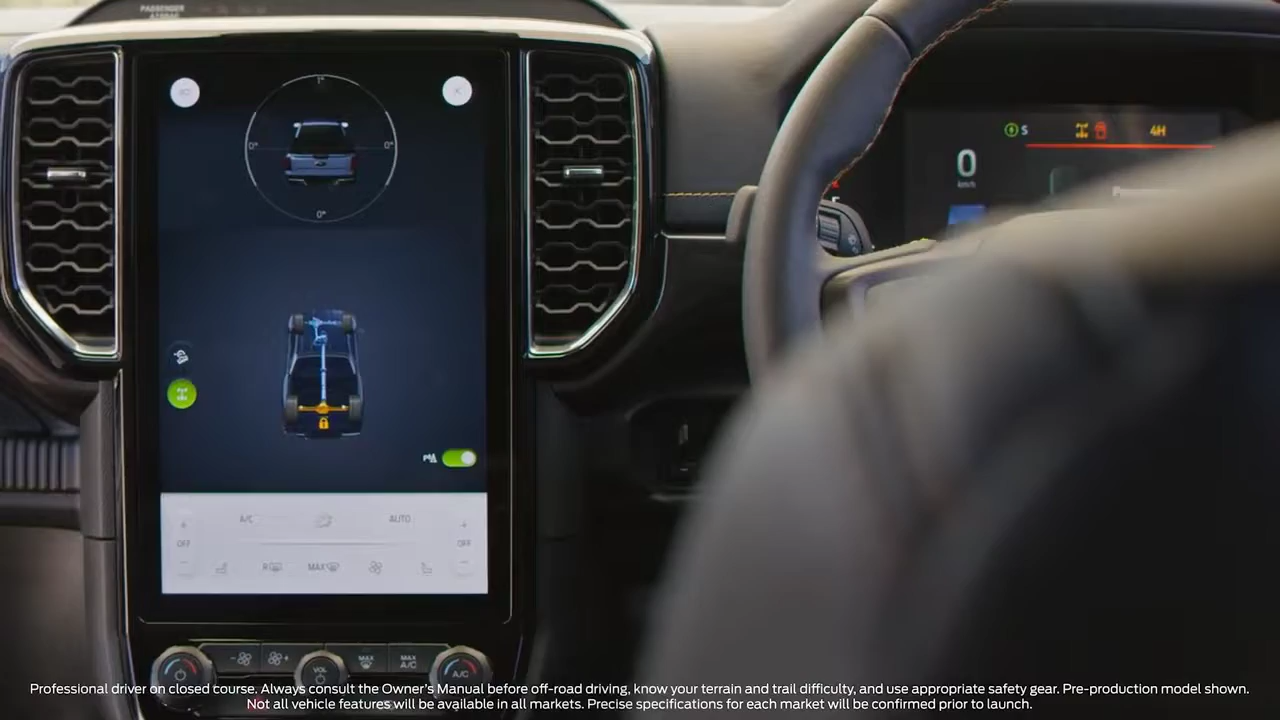 PASSENGER
AIRBAG
1°
0° 0°
0°
S
4H
0
km/h
A/C AUTO
OFF OFF
R MAX
VOL
MAX
MAX
A/C
A/C
Professional driver on closed course. Always consult the Owner's Manual before off-road driving, know your terrain and trail difficulty, and use appropriate safety gear. Pre-production model shown.
Not all vehicle features will be available in all markets. Precise specifications for each market will be confirmed prior to launch.